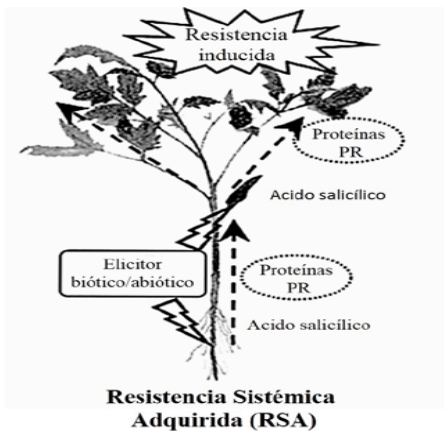 Resistencia
inducida
Proteínas
PR
Acido salicílico
Elicitor
biótico/abiótico
Proteínas
PR
Acido salicílico
Resistencia Sistémica
Adquirida (RSA)